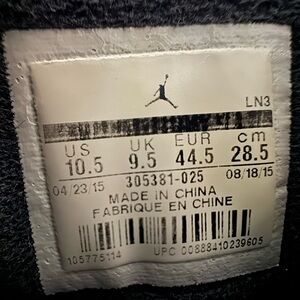 LN3
US UK EUR cm
10.5 9.5 44.5 28.5
04/23/15 305381-025 08/18/15
MADE IN CHINA
FABRIQUE EN CHINE
105775114 UPC 00888410239605